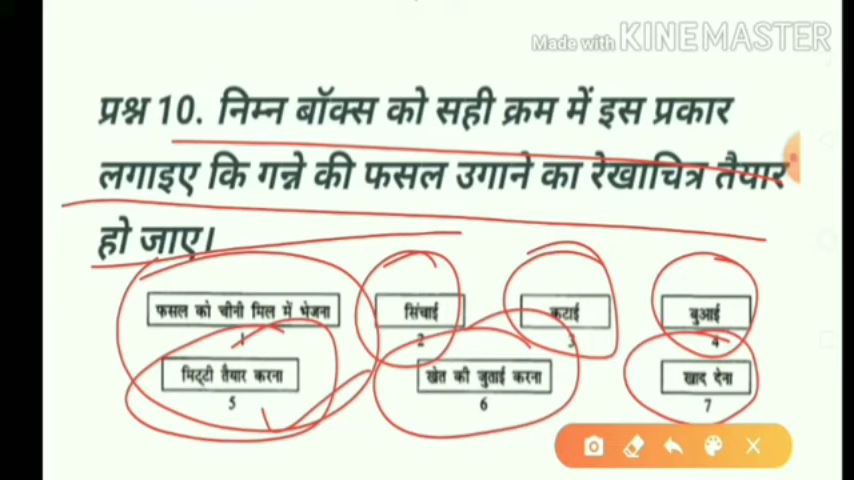 Made with KINEMASTER
प्रश्न 10. निम्न बॉक्स को सही क्रम में इस प्रकार
लगाइए कि गन्ने की फसल उगाने का रेखाचित्र तैयार
हो जाए।
फसल को चीनी मिल में भेजना सिंचाई कटाई बुआई
1 2 3 4
मिट्टी तैयार करना खेत की जुताई करना खाद देना
5 6 7